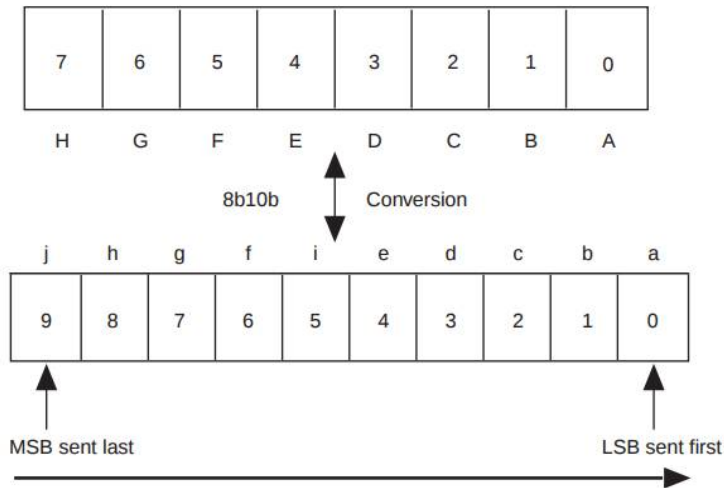 7 6 5 4 3 2 1 0
H G F E D C B A
8b10b Conversion
j h g f i e d c b a
9 8 7 6 5 4 3 2 1 0
MSB sent last LSB sent first